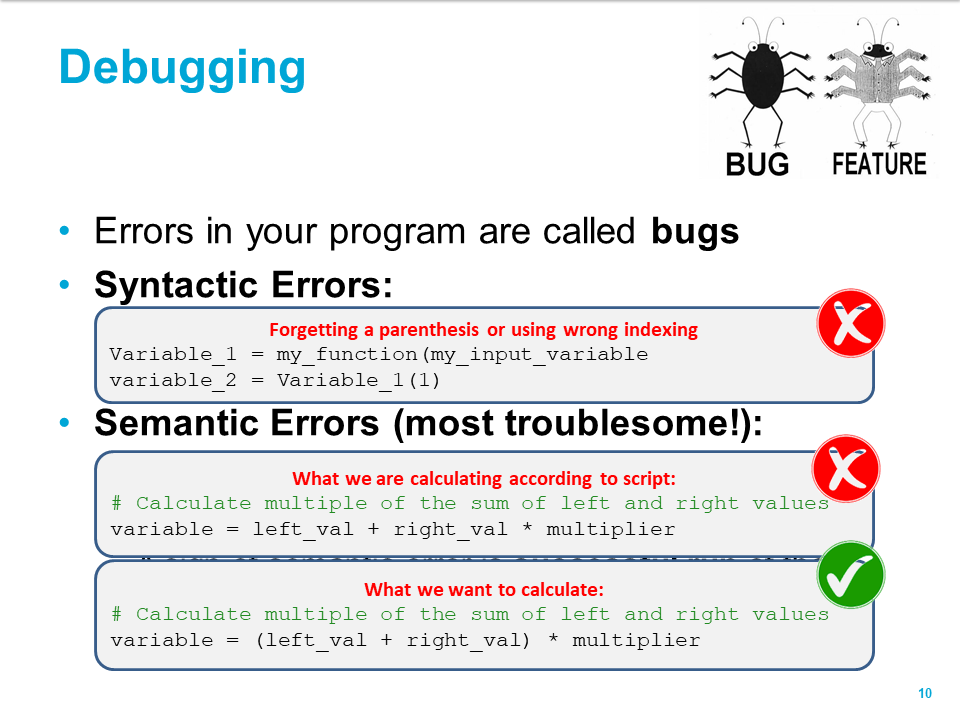 Debugging
BUG
FEATURE
• Errors in your program are called bugs
• Syntactic Errors:
Forgetting a parenthesis or using wrong indexing
Variable_1 = my_function(my_input_variable
variable_2 = Variable_1(1)
• Semantic Errors (most troublesome!):
What we are calculating according to script:
# Calculate multiple of the sum of left and right values
variable = left_val + right_val * multiplier
What we want to calculate:
# Calculate multiple of the sum of left and right values
variable = (left_val + right_val) * multiplier
10